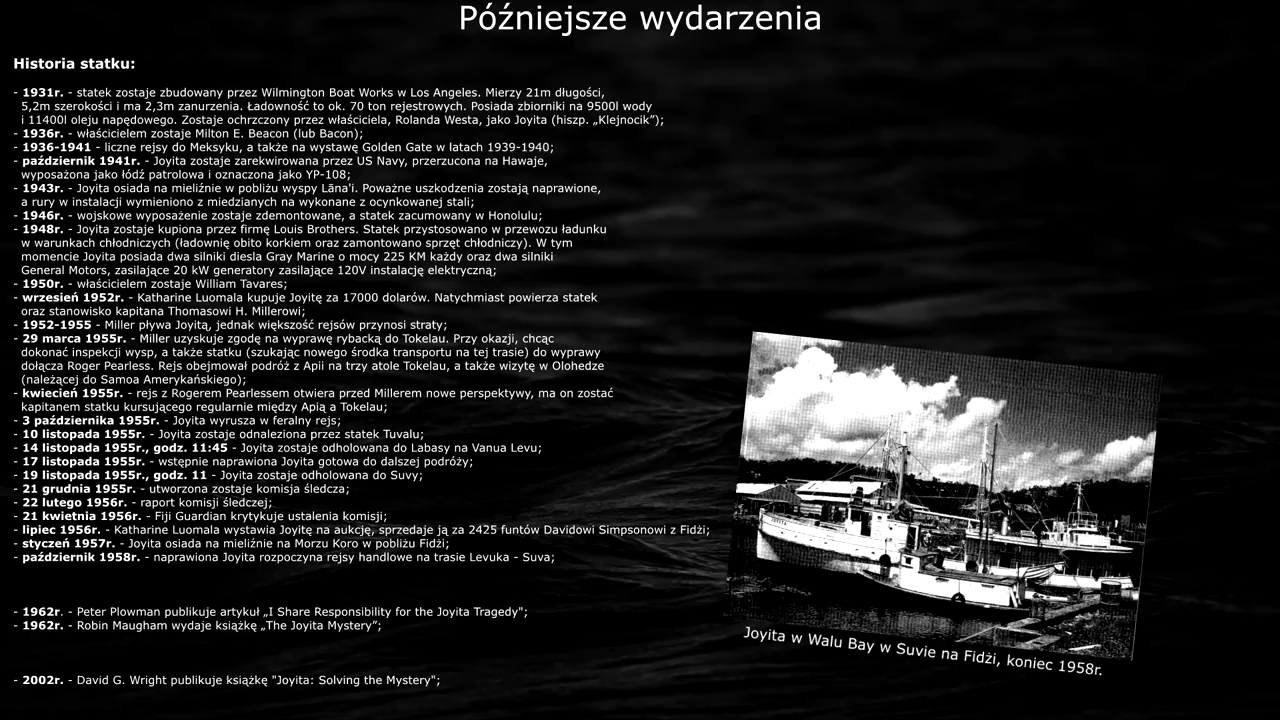 Późniejsze wydarzenia
Historia statku:
- 1931r. - statek zostaje zbudowany przez Wilmington Boat Works w Los Angeles. Mierzy 21m długości,
5,2m szerokości i ma 2,3m zanurzenia. Ładowność to ok. 70 ton rejestrowych. Posiada zbiorniki na 9500l wody
i 11400l oleju napędowego. Zostaje ochrzczony przez właściciela, Rolanda Westa, jako Joyita (hiszp. „Klejnocik”);
- 1936r. - właścicielem zostaje Milton E. Beacon (lub Bacon);
- 1936-1941 - liczne rejsy do Meksyku, a także na wystawę Golden Gate w latach 1939-1940;
- październik 1941r. - Joyita zostaje zarekwirowana przez US Navy, przerzucona na Hawaje,
wyposażona jako łódź patrolowa i oznaczona jako YP-108;
- 1943r. - Joyita osiada na mieliźnie w pobliżu wyspy Lāna'i. Poważne uszkodzenia zostają naprawione,
a rury w instalacji wymieniono z miedzianych na wykonane z ocynkowanej stali;
- 1946r. - wojskowe wyposażenie zostaje zdemontowane, a statek zacumowany w Honolulu;
- 1948r. - Joyita zostaje kupiona przez firmę Louis Brothers. Statek przystosowano w przewozu ładunku
w warunkach chłodniczych (ładownię obito korkiem oraz zamontowano sprzęt chłodniczy). W tym
momencie Joyita posiada dwa silniki diesla Gray Marine o mocy 225 KM każdy oraz dwa silniki
General Motors, zasilające 20 kW generatory zasilające 120V instalację elektryczną;
- 1950r. - właścicielem zostaje William Tavares;
- wrzesień 1952r. - Katharine Luomala kupuje Joyitę za 17000 dolarów. Natychmiast powierza statek
oraz stanowisko kapitana Thomasowi H. Millerowi;
- 1952-1955 - Miller pływa Joyitą, jednak większość rejsów przynosi straty;
- 29 marca 1955r. - Miller uzyskuje zgodę na wyprawę rybacką do Tokelau. Przy okazji, chcąc
dokonać inspekcji wysp, a także statku (szukając nowego środka transportu na tej trasie) do wyprawy
dołącza Roger Pearless. Rejs obejmował podróż z Apii na trzy atole Tokelau, a także wizytę w Olohedze
(należącej do Samoa Amerykańskiego);
- kwiecień 1955r. - rejs z Rogerem Pearlessem otwiera przed Millerem nowe perspektywy, ma on zostać
kapitanem statku kursującego regularnie między Apią a Tokelau;
- 3 października 1955r. - Joyita wyrusza w feralny rejs;
- 10 listopada 1955r. - Joyita zostaje odnaleziona przez statek Tuvalu;
- 14 listopada 1955r., godz. 11:45 - Joyita zostaje odholowana do Labasy na Vanua Levu;
- 17 listopada 1955r. - wstępnie naprawiona Joyita gotowa do dalszej podróży;
- 19 listopada 1955r., godz. 11 - Joyita zostaje odholowana do Suvy;
- 21 grudnia 1955r. - utworzona zostaje komisja śledcza;
- 22 lutego 1956r. - raport komisji śledczej;
- 21 kwietnia 1956r. - Fiji Guardian krytykuje ustalenia komisji;
- lipiec 1956r. - Katharine Luomala wystawia Joyitę na aukcję, sprzedaje ją za 2425 funtów Davidowi Simpsonowi z Fidżi;
- styczeń 1957r. - Joyita osiada na mieliźnie na Morzu Koro w pobliżu Fidżi;
- październik 1958r. - naprawiona Joyita rozpoczyna rejsy handlowe na trasie Levuka - Suva;
- 1962r. - Peter Plowman publikuje artykuł „I Share Responsibility for the Joyita Tragedy";
- 1962r. - Robin Maugham wydaje książkę „The Joyita Mystery”;
Joyita w Walu Bay w Suvie na Fidżi, koniec 1958r.
- 2002r. - David G. Wright publikuje książkę "Joyita: Solving the Mystery";